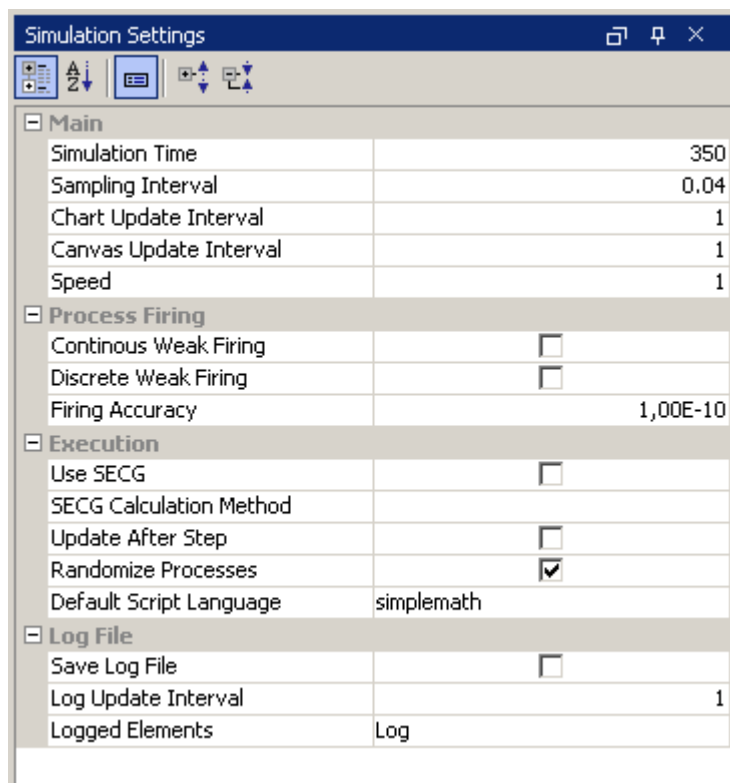 Simulation Settings
Main
Simulation Time 350
Sampling Interval 0.04
Chart Update Interval 1
Canvas Update Interval 1
Speed 1
Process Firing
Continous Weak Firing
Discrete Weak Firing
Firing Accuracy 1,00E-10
Execution
Use SECG
SECG Calculation Method
Update After Step
Randomize Processes
Default Script Language simplemath
Log File
Save Log File
Log Update Interval 1
Logged Elements Log